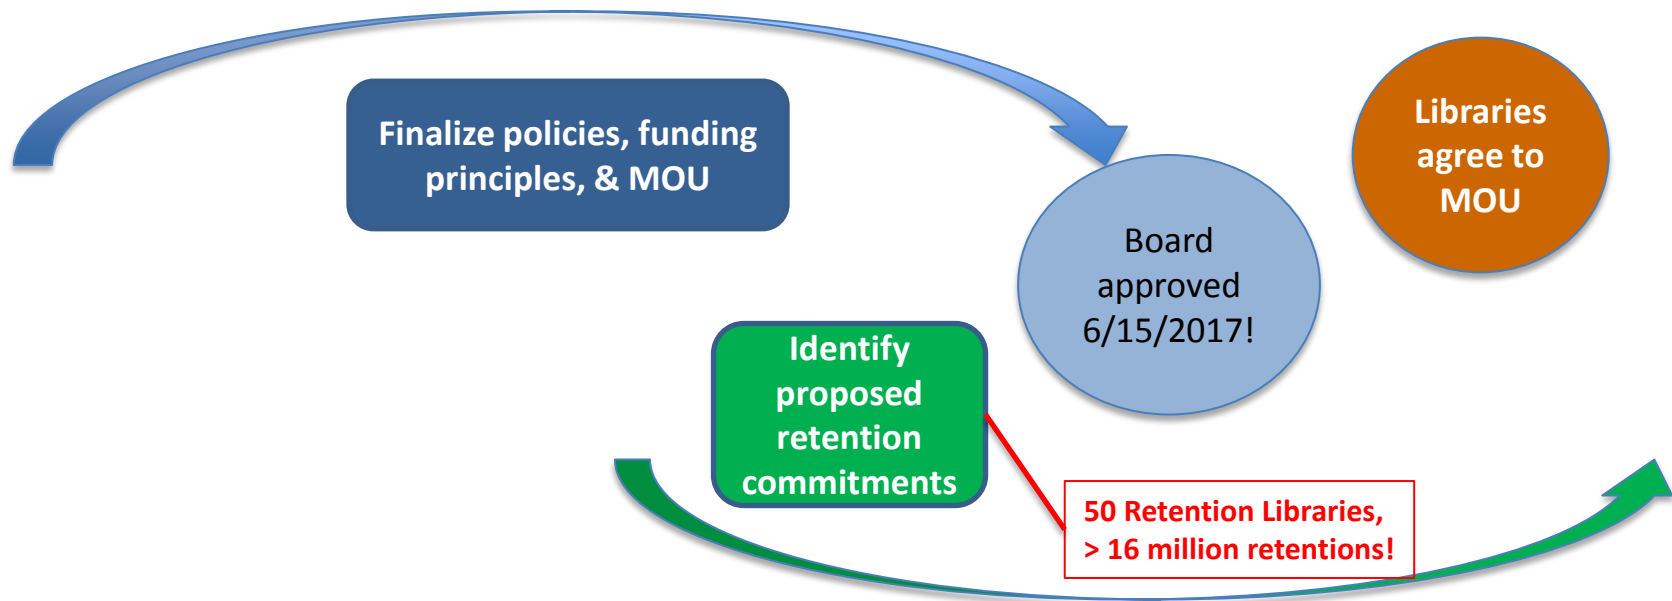 Finalize policies, funding
principles, & MOU
Libraries
agree to
MOU
Board
approved
6/15/2017!
Identify
proposed
retention
commitments
50 Retention Libraries,
> 16 million retentions!